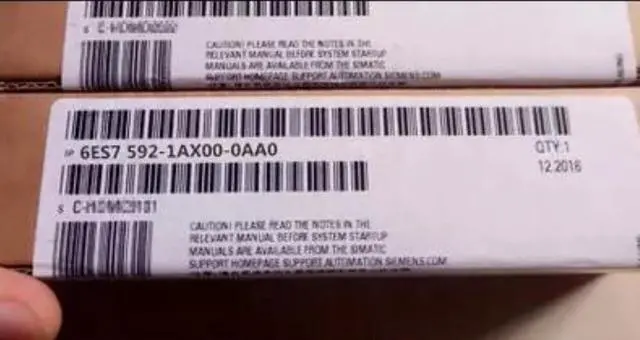 CAUTION! PLEASE READ THE NOTES IN THE
RELEVANT MANUAL BEFORE SYSTEM STARTUP
MANUALS ARE AVAILABLE FROM THE SIMATIC
SUPPORT HOMEPAGE SUPPORT.AUTOMATION.SIEMENS.COM
1P 6ES7 592-1AX00-0AA0
QTY:1
12.2016
S
CAUTION! PLEASE READ THE NOTES IN THE
RELEVANT MANUAL BEFORE SYSTEM STARTUP
MANUALS ARE AVAILABLE FROM THE SIMATIC
SUPPORT HOMEPAGE SUPPORT.AUTOMATION.SIEMENS.COM